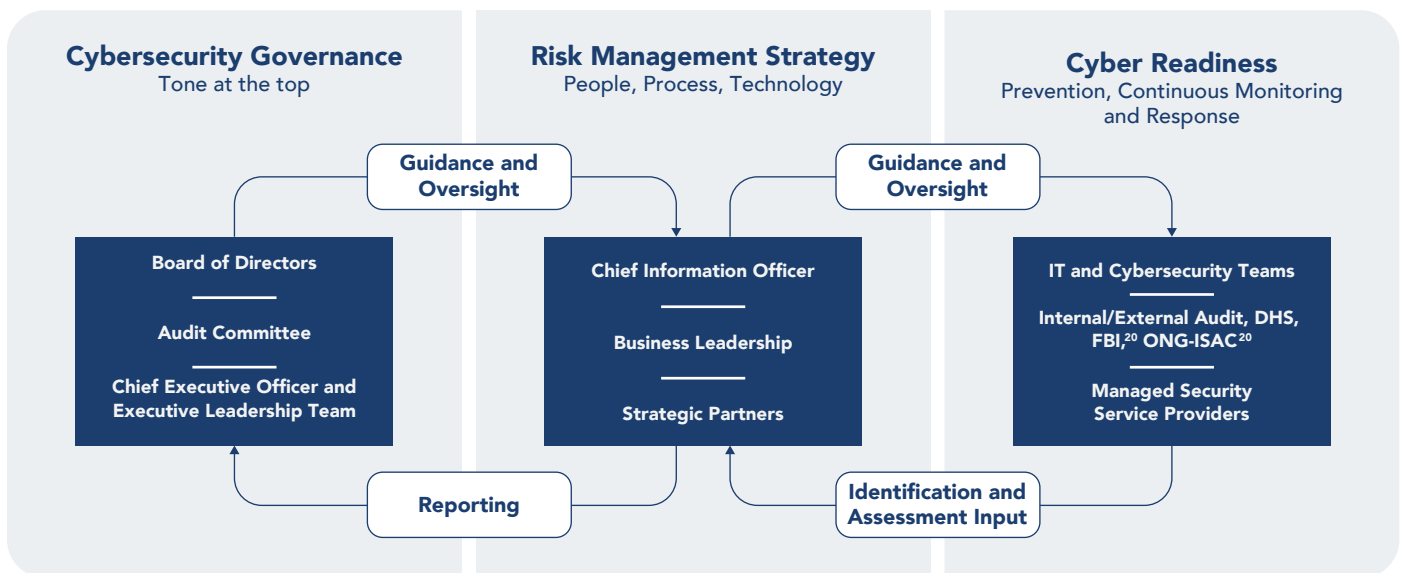 Cybersecurity Governance
Tone at the top
Risk Management Strategy
People, Process, Technology
Cyber Readiness
Prevention, Continuous Monitoring
and Response
Guidance and
Oversight
Guidance and
Oversight
Board of Directors
Audit Committee
Chief Executive Officer and
Executive Leadership Team
Chief Information Officer
Business Leadership
Strategic Partners
IT and Cybersecurity Teams
Internal/External Audit, DHS,
FBI,²⁰ ONG-ISAC²⁰
Managed Security
Service Providers
Reporting
Identification and
Assessment Input